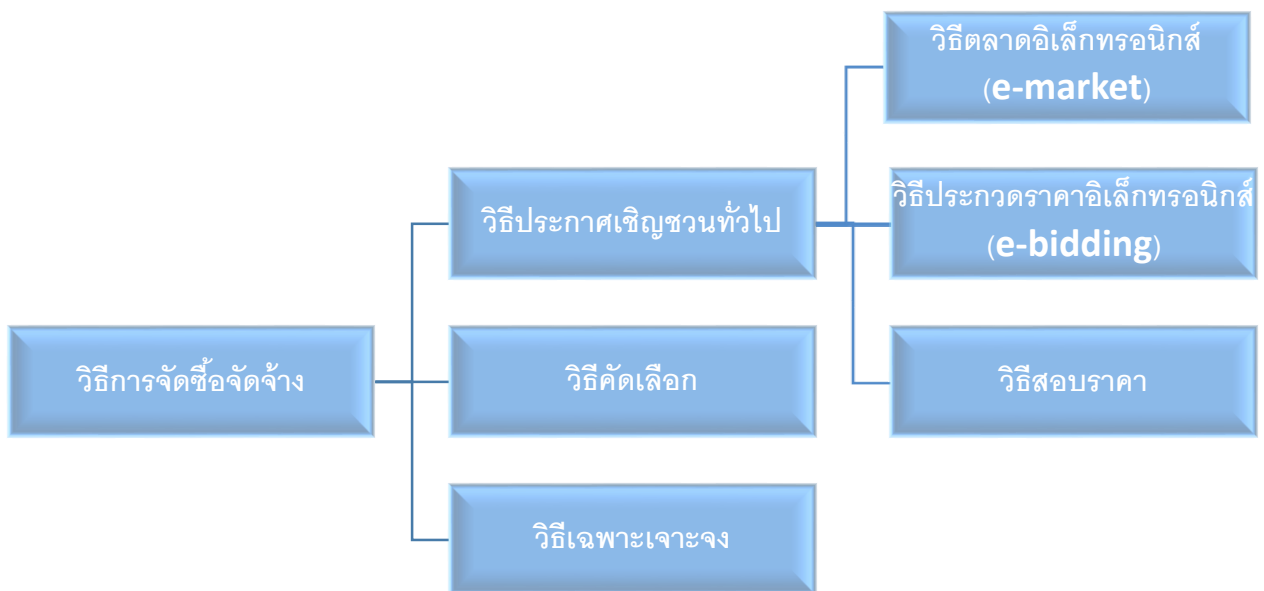 วิธีตลาดอิเล็กทรอนิกส์
(e-market)
วิธีประกาศเชิญชวนทั่วไป
วิธีประกวดราคาอิเล็กทรอนิกส์
(e-bidding)
วิธีการจัดซื้อจัดจ้าง
วิธีคัดเลือก
วิธีสอบราคา
วิธีเฉพาะเจาะจง